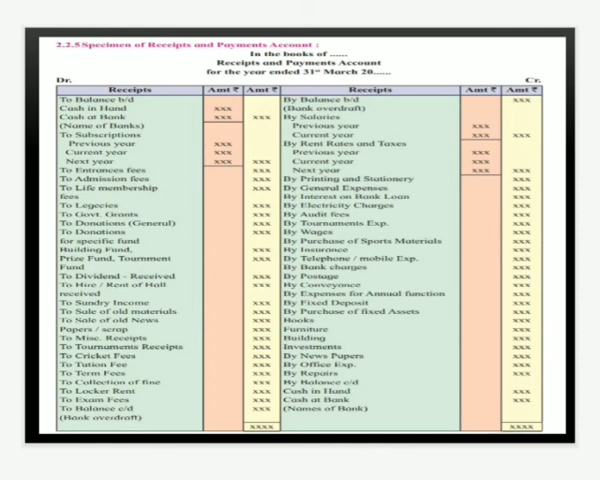 2.2.5 Specimen of Receipts and Payments Account :
In the books of ......
Receipts and Payments Account
for the year ended 31st March 20......
Dr. Cr.
Receipts Amt ₹ Amt ₹ Receipts Amt ₹ Amt ₹
To Balance b/d By Balance b/d xxx
Cash in Hand xxx (Bank overdraft)
Cash at Bank xxx xxx By Salaries
(Name of Banks) Previous year xxx
To Subscriptions Current year xxx xxx
Previous year xxx By Rent Rates and Taxes
Current year xxx Previous year xxx
Next year xxx xxx Current year xxx
To Entrances fees xxx Next year xxx xxx
To Admission fees xxx By Printing and Stationery xxx
To Life membership xxx By General Expenses xxx
fees By Interest on Bank Loan xxx
To Legecies xxx By Electricity Charges xxx
To Govt. Grants xxx By Audit fees xxx
To Donations (General) xxx By Tournaments Exp. xxx
To Donations xxx By Wages xxx
for specific fund By Purchase of Sports Materials xxx
Building Fund, xxx By Insurance xxx
Prize Fund, Tournment xxx By Telephone / mobile Exp. xxx
Fund By Bank charges xxx
To Dividend - Received xxx By Postage xxx
To Hire / Rent of Hall xxx By Conveyance xxx
received By Expenses for Annual function xxx
To Sundry Income xxx By Fixed Deposit xxx
To Sale of old materials xxx By Purchase of fixed Assets xxx
To Sale of old News xxx Books xxx
Papers / scrap xxx Furniture xxx
To Misc. Receipts xxx Building xxx
To Tournaments Receipts xxx Investments xxx
To Cricket Fees xxx By News Papers xxx
To Tution Fee xxx By Office Exp. xxx
To Term Fees xxx By Repairs xxx
To Collection of fine xxx By Balance c/d
To Locker Rent xxx Cash in Hand xxx
To Exam Fees xxx Cash at Bank xxx
To Balance c/d xxx (Names of Bank)
(Bank overdraft)
xxxx xxxx